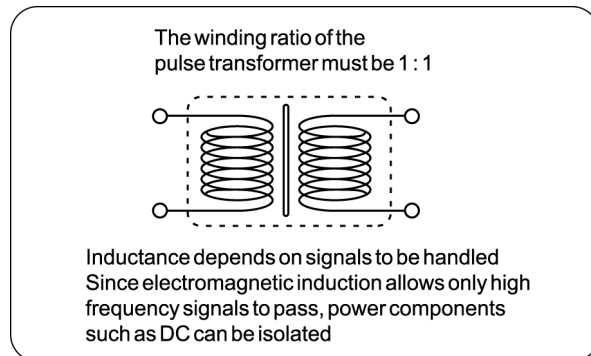 The winding ratio of the
pulse transformer must be 1 : 1
Inductance depends on signals to be handled
Since electromagnetic induction allows only high
frequency signals to pass, power components
such as DC can be isolated